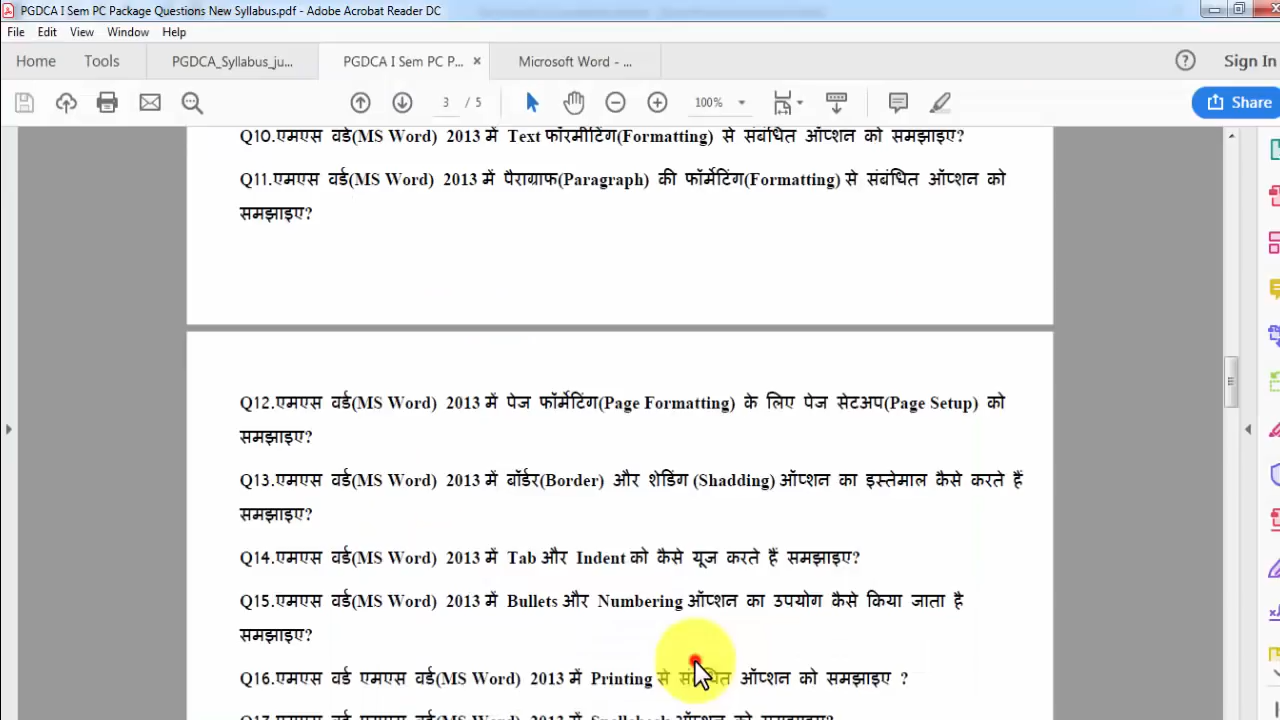 PGDCA I Sem PC Package Questions New Syllabus.pdf - Adobe Acrobat Reader DC
File Edit View Window Help
Home Tools PGDCA_Syllabus_ju... PGDCA I Sem PC P... × Microsoft Word - ... Sign In
3 / 5 100% Share
Q10.एमएस वर्ड(MS Word) 2013 में Text फॉरमीटिंग(Formatting) से संबंधित ऑप्शन को समझाइए?
Q11.एमएस वर्ड(MS Word) 2013 में पैराग्राफ(Paragraph) की फॉर्मेटिंग(Formatting) से संबंधित ऑप्शन को
समझाइए?
Q12.एमएस वर्ड(MS Word) 2013 में पेज फॉर्मेटिंग(Page Formatting) के लिए पेज सेटअप(Page Setup) को
समझाइए?
Q13.एमएस वर्ड(MS Word) 2013 में बॉर्डर(Border) और शेडिंग (Shadding) ऑप्शन का इस्तेमाल कैसे करते हैं
समझाइए?
Q14.एमएस वर्ड(MS Word) 2013 में Tab और Indent को कैसे यूज करते हैं समझाइए?
Q15.एमएस वर्ड(MS Word) 2013 में Bullets और Numbering ऑप्शन का उपयोग कैसे किया जाता है
समझाइए?
Q16.एमएस वर्ड एमएस वर्ड(MS Word) 2013 में Printing से संबंधित ऑप्शन को समझाइए ?